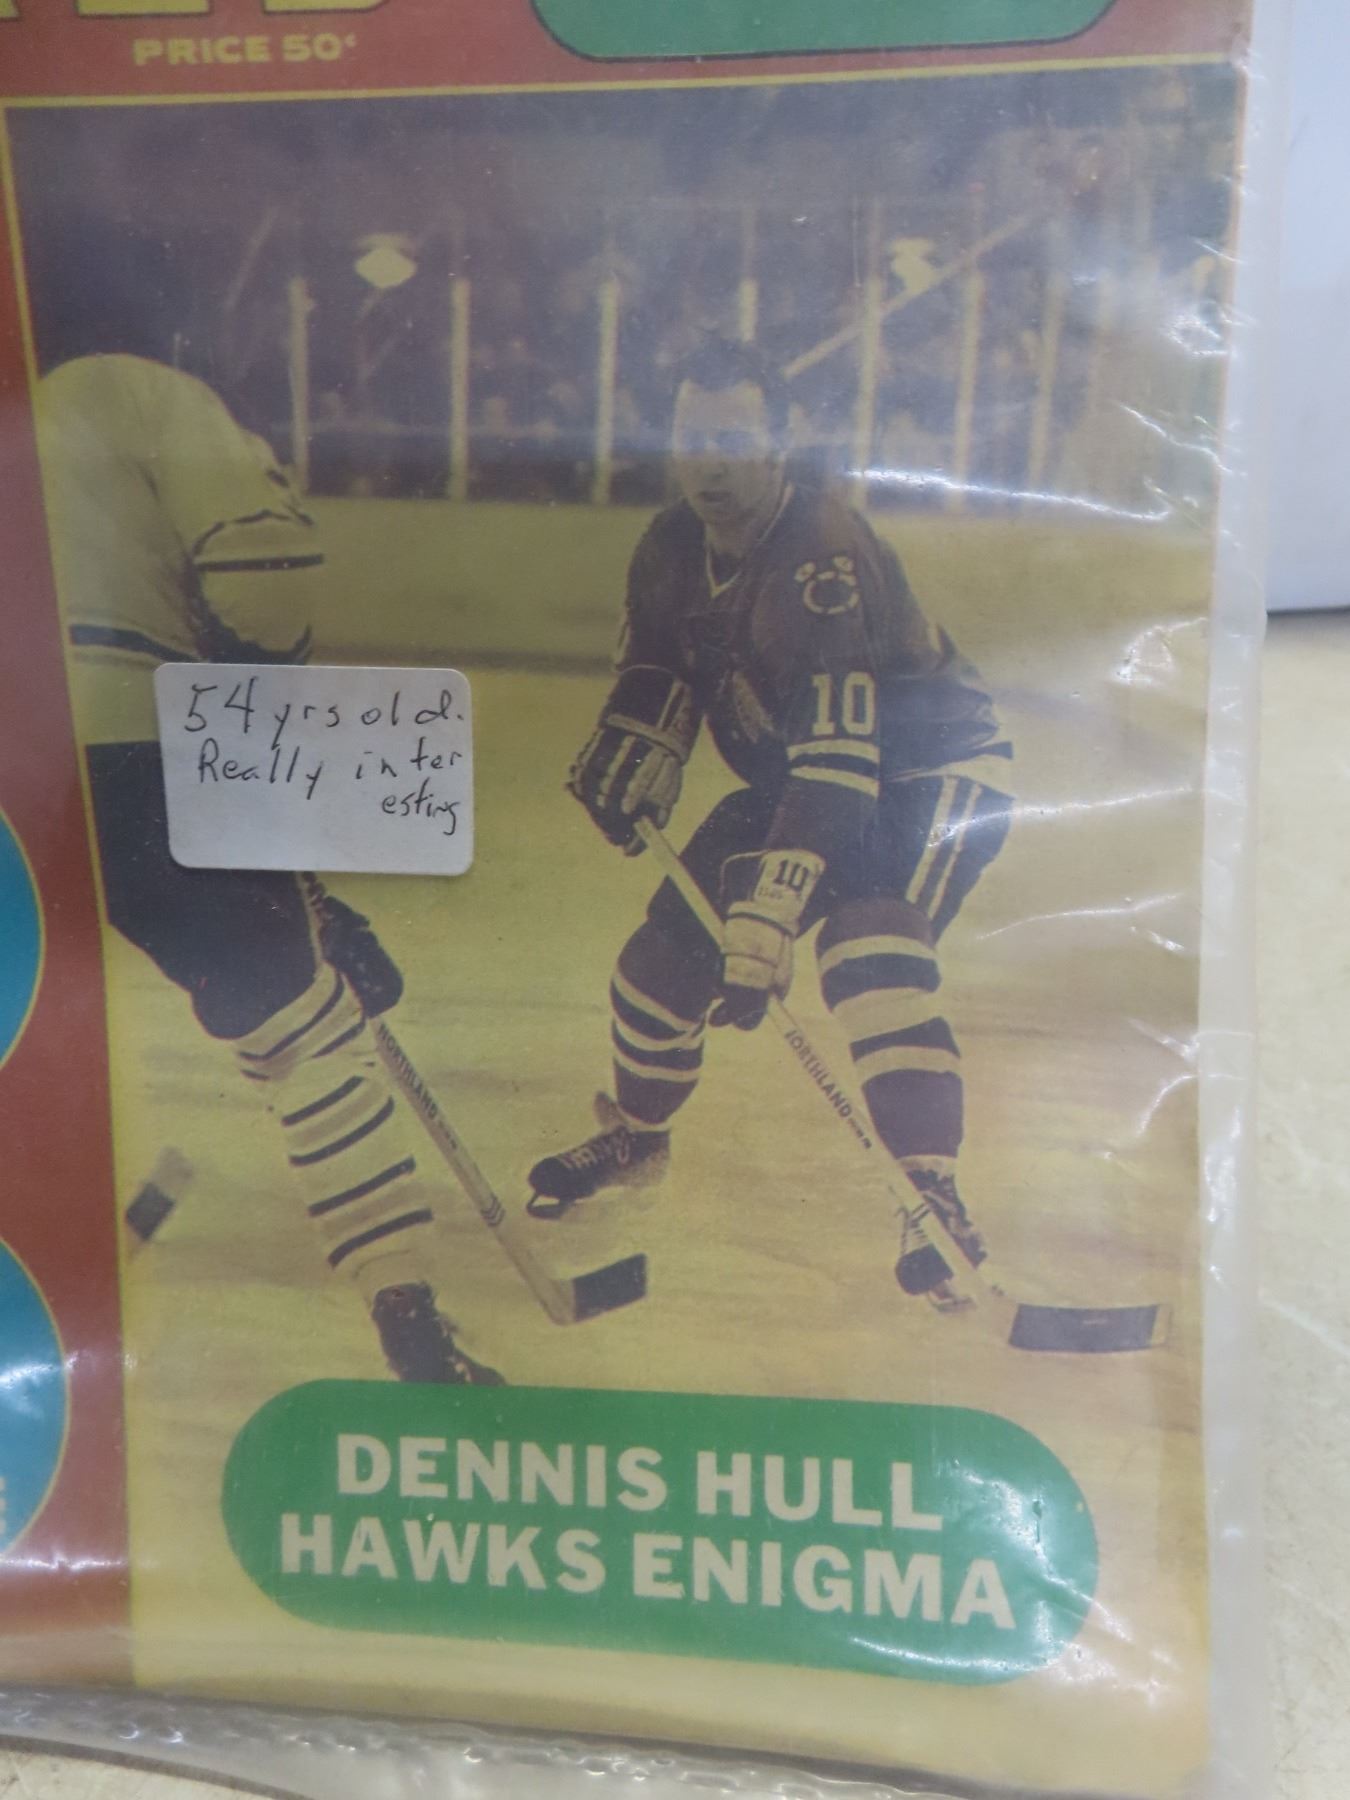 PRICE 50¢
10
10
54 yrs old.
Really inter
esting
NORTHLAND
NORTHLAND
DENNIS HULL
HAWKS ENIGMA